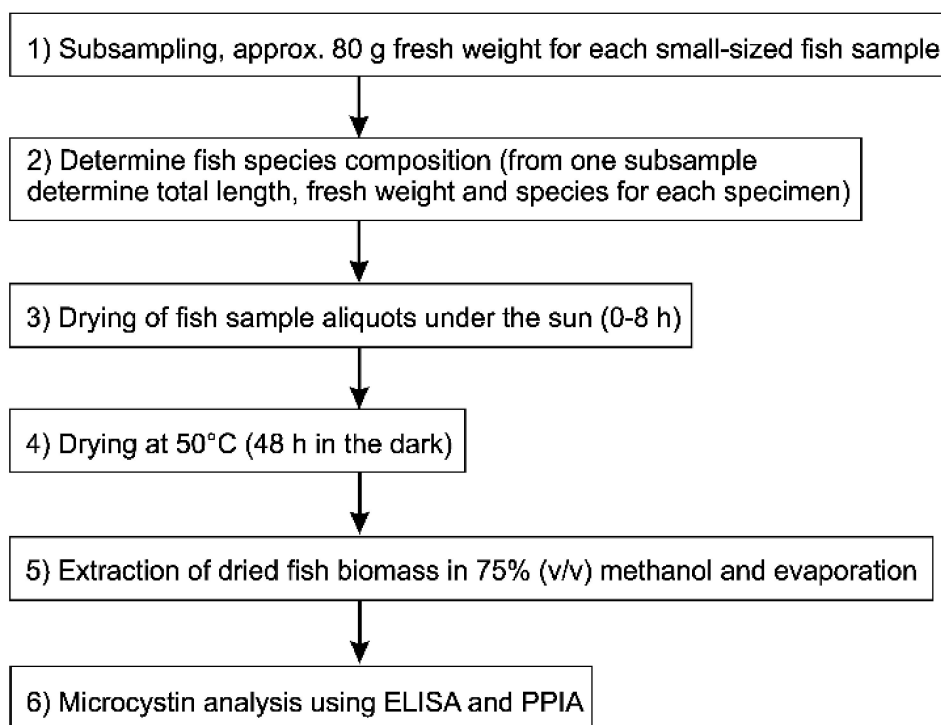 1) Subsampling, approx. 80 g fresh weight for each small-sized fish sample
2) Determine fish species composition (from one subsample
determine total length, fresh weight and species for each specimen)
3) Drying of fish sample aliquots under the sun (0-8 h)
4) Drying at 50°C (48 h in the dark)
5) Extraction of dried fish biomass in 75% (v/v) methanol and evaporation
6) Microcystin analysis using ELISA and PPIA